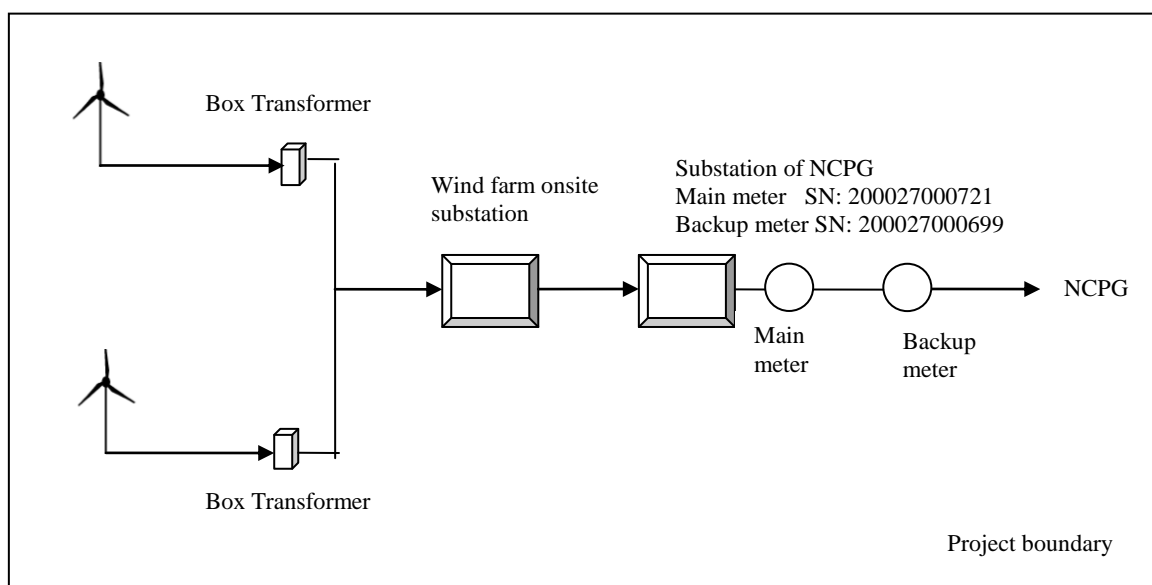 Box Transformer
Wind farm onsite
substation
Substation of NCPG
Main meter SN: 200027000721
Backup meter SN: 200027000699
NCPG
Main
meter
Backup
meter
Box Transformer
Project boundary